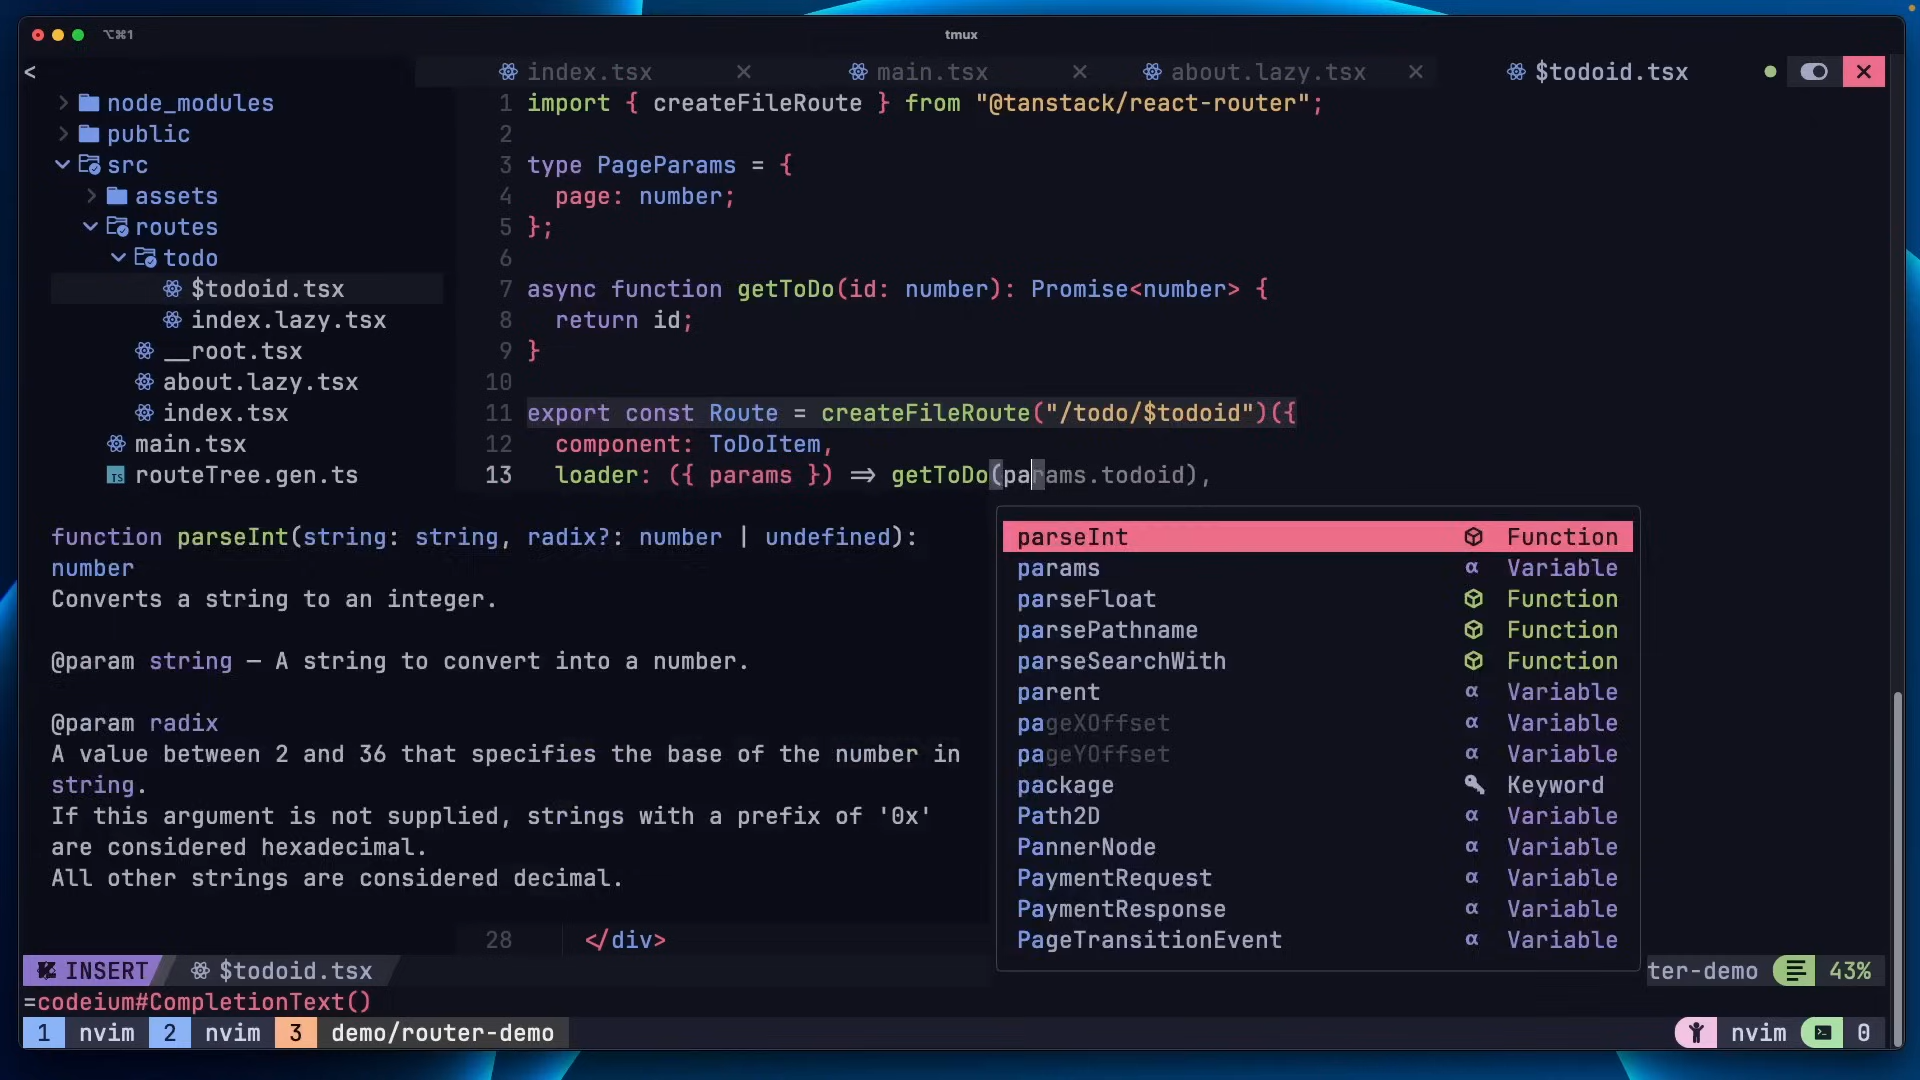 ⌥⌘1
tmux
<
index.tsx ×
main.tsx ×
about.lazy.tsx ×
$todoid.tsx
node_modules
public
src
assets
routes
todo
$todoid.tsx
index.lazy.tsx
__root.tsx
about.lazy.tsx
index.tsx
main.tsx
TS routeTree.gen.ts
1 import { createFileRoute } from "@tanstack/react-router";
2
3 type PageParams = {
4 page: number;
5 };
6
7 async function getToDo(id: number): Promise<number> {
8 return id;
9 }
10
11 export const Route = createFileRoute("/todo/$todoid")({
12 component: ToDoItem,
13 loader: ({ params }) => getToDo(params.todoid),
function parseInt(string: string, radix?: number | undefined):
number
Converts a string to an integer.
@param string — A string to convert into a number.
@param radix
A value between 2 and 36 that specifies the base of the number in
string.
If this argument is not supplied, strings with a prefix of '0x'
are considered hexadecimal.
All other strings are considered decimal.
parseInt Function
params α Variable
parseFloat Function
parsePathname Function
parseSearchWith Function
parent α Variable
pageXOffset α Variable
pageYOffset α Variable
package Keyword
Path2D α Variable
PannerNode α Variable
PaymentRequest α Variable
PaymentResponse α Variable
PageTransitionEvent α Variable
28 </div>
INSERT $todoid.tsx ter-demo 43%
=codeium#CompletionText()
1 nvim 2 nvim 3 demo/router-demo nvim 0